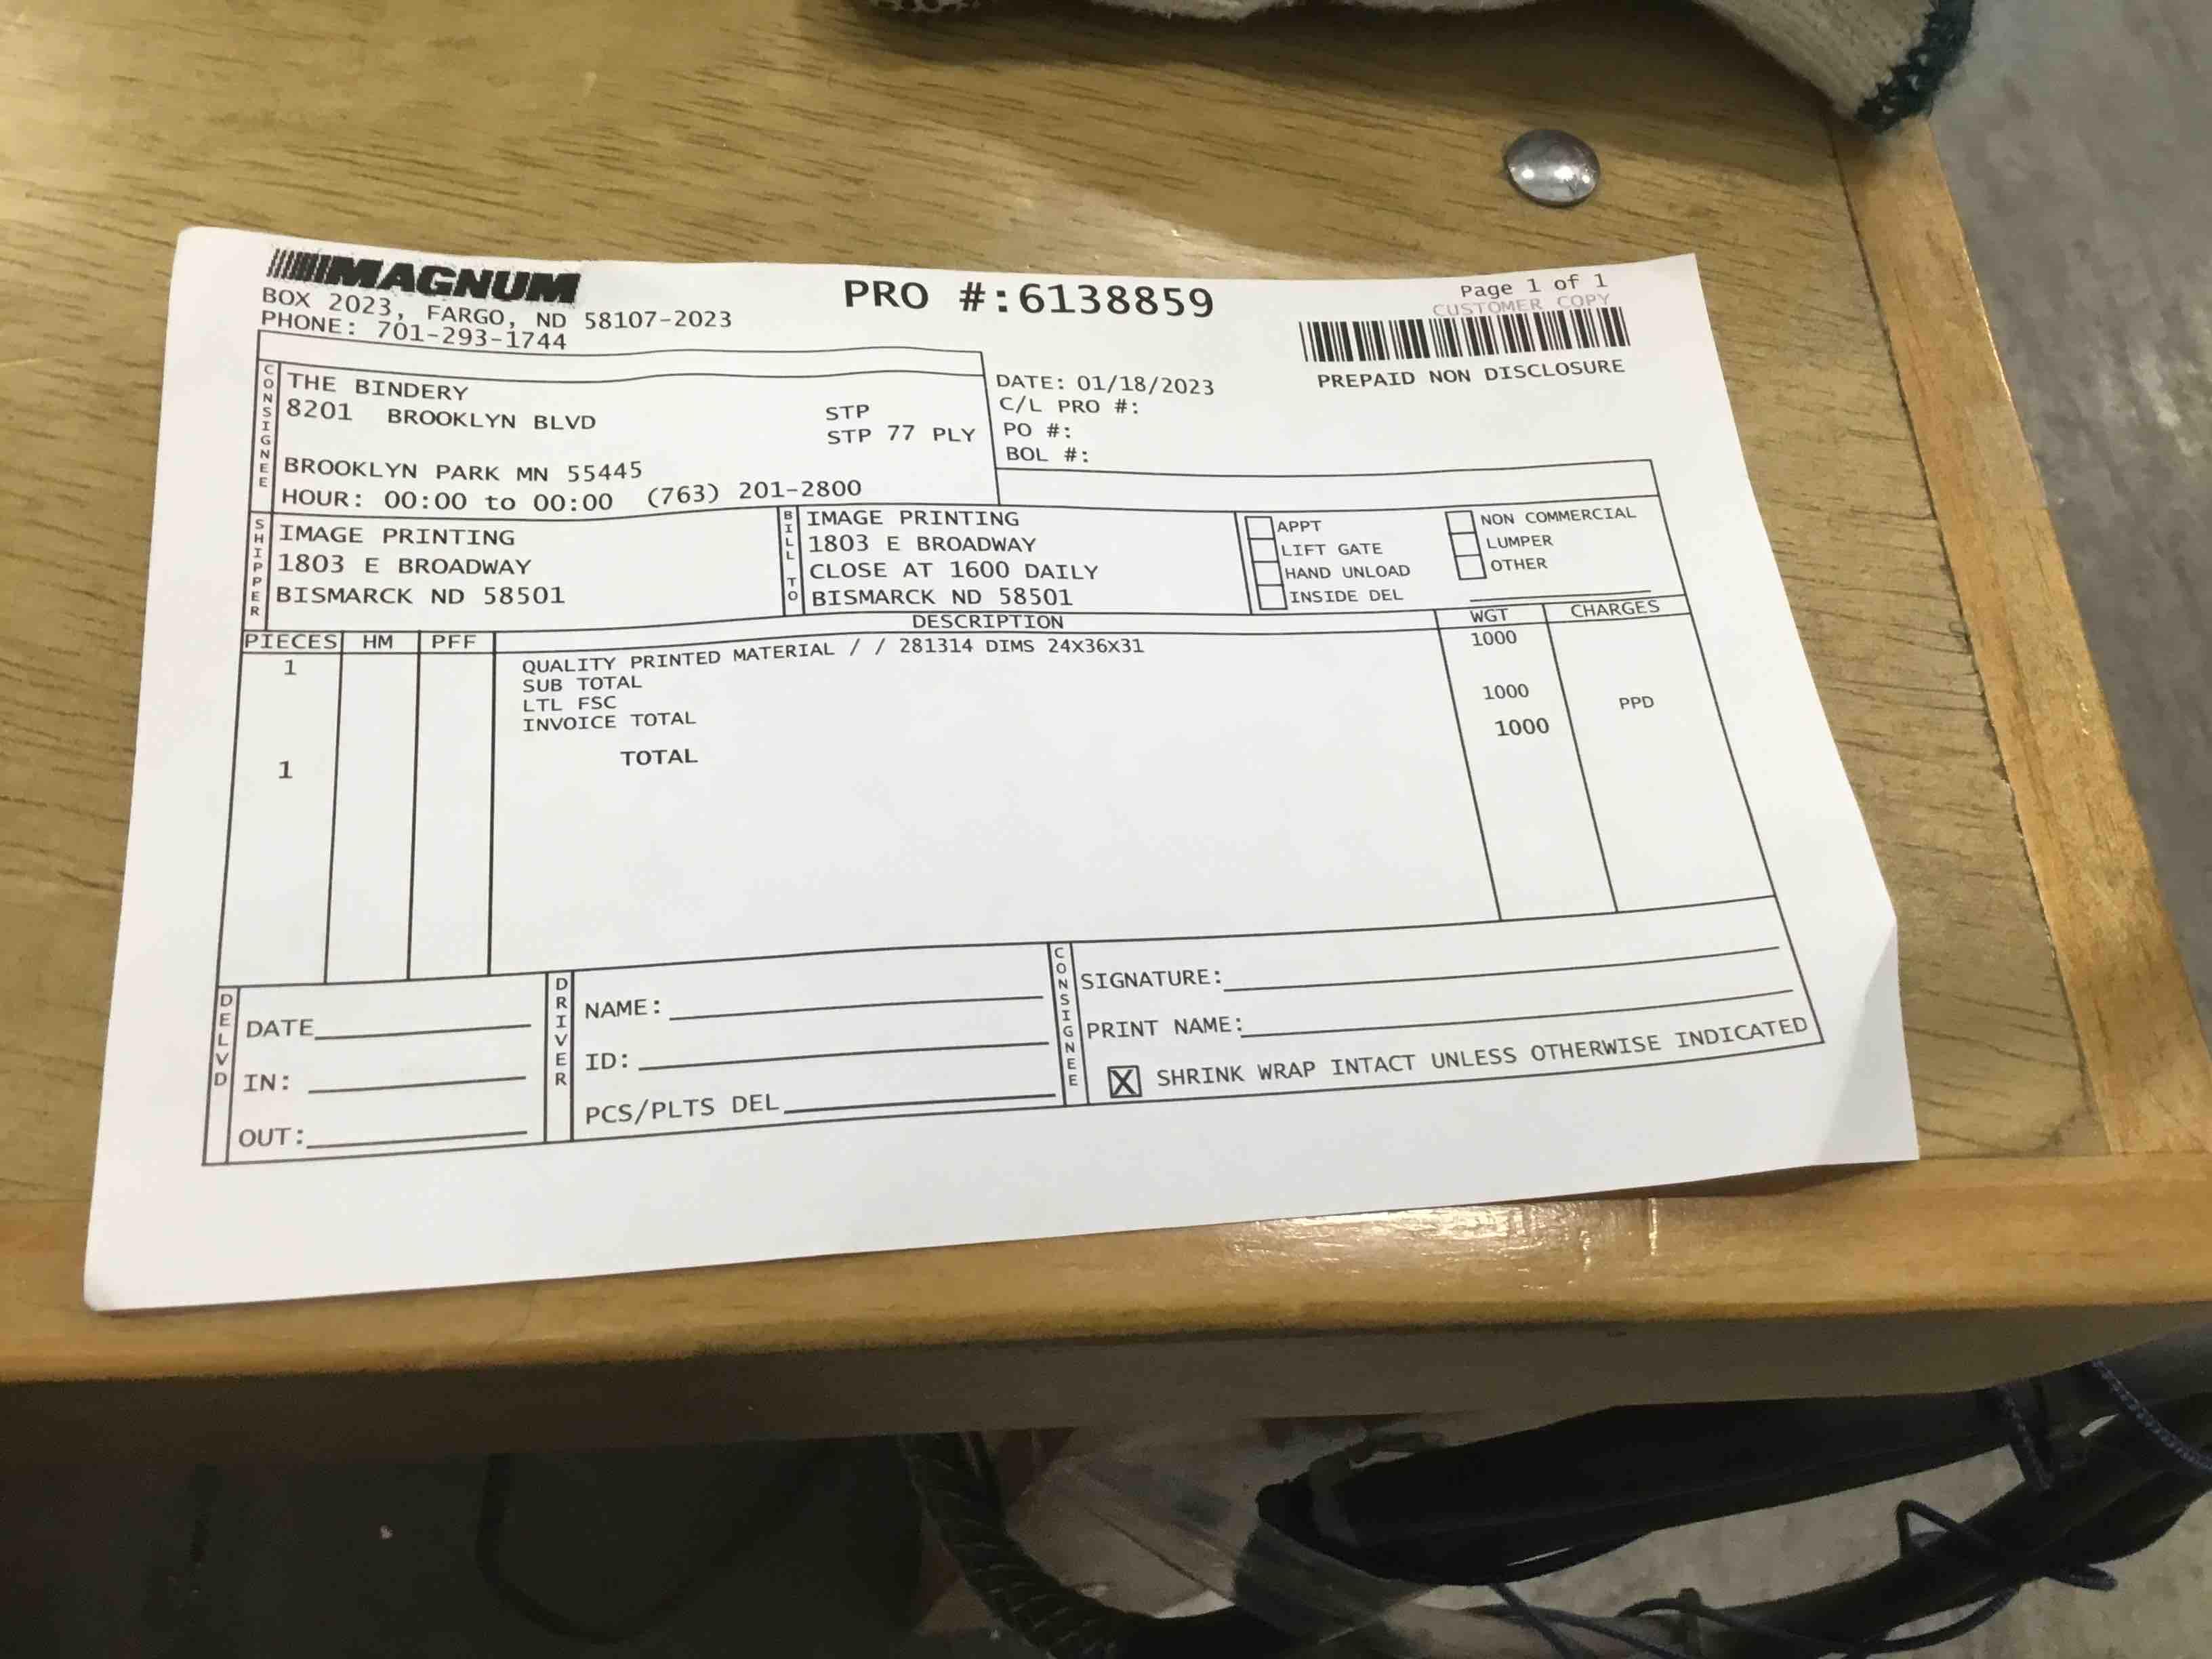 MAGNUM
BOX 2023, FARGO, ND 58107-2023
PHONE: 701-293-1744
PRO #:6138859
Page 1 of 1
CUSTOMER COPY
PREPAID NON DISCLOSURE
CONSIGNEE
THE BINDERY
8201 BROOKLYN BLVD
STP
STP 77 PLY
BROOKLYN PARK MN 55445
HOUR: 00:00 to 00:00 (763) 201-2800
DATE: 01/18/2023
C/L PRO #:
PO #:
BOL #:
SHIPPER
IMAGE PRINTING
1803 E BROADWAY
BISMARCK ND 58501
BILL TO
IMAGE PRINTING
1803 E BROADWAY
CLOSE AT 1600 DAILY
BISMARCK ND 58501
APPT
LIFT GATE
HAND UNLOAD
INSIDE DEL
NON COMMERCIAL
LUMPER
OTHER
PIECES HM PFF DESCRIPTION WGT CHARGES
1 QUALITY PRINTED MATERIAL / / 281314 DIMS 24x36x31 1000
SUB TOTAL 1000
LTL FSC
INVOICE TOTAL PPD
1 TOTAL 1000
DELVD
DATE
IN:
OUT:
DRIVER
NAME:
ID:
PCS/PLTS DEL
CONSIGNEE
SIGNATURE:
PRINT NAME:
X SHRINK WRAP INTACT UNLESS OTHERWISE INDICATED